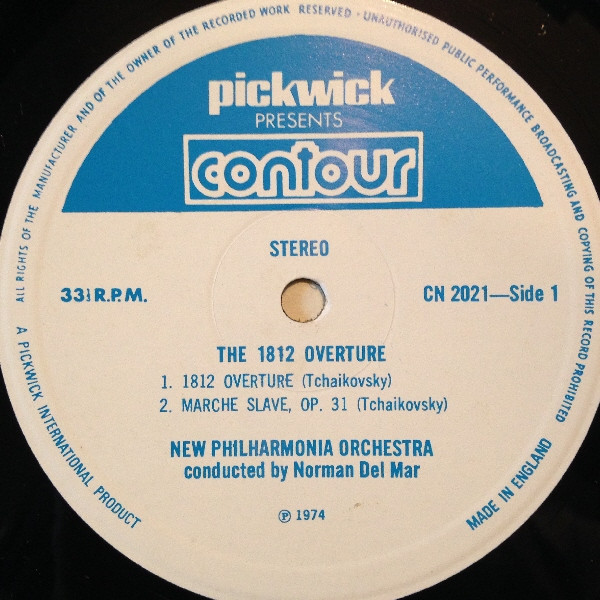 ALL RIGHTS OF THE MANUFACTURER AND OF THE OWNER OF THE RECORDED WORK RESERVED - UNAUTHORISED PUBLIC PERFORMANCE BROADCASTING AND COPYING OF THIS RECORD PROHIBITED
pickwick
PRESENTS
contour
STEREO
33⅓ R.P.M.
CN 2021—Side 1
THE 1812 OVERTURE
1. 1812 OVERTURE (Tchaikovsky)
2. MARCHE SLAVE, OP. 31 (Tchaikovsky)
NEW PHILHARMONIA ORCHESTRA
conducted by Norman Del Mar
℗ 1974
A PICKWICK INTERNATIONAL PRODUCT
MADE IN ENGLAND